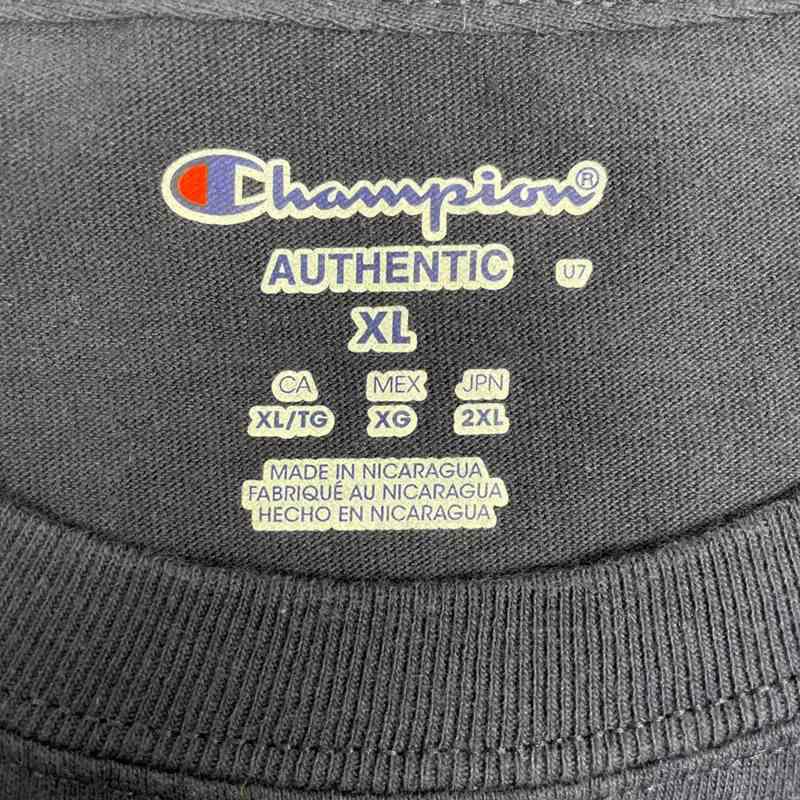 Champion®
AUTHENTIC U7
XL
CA MEX JPN
XL/TG XG 2XL
MADE IN NICARAGUA
FABRIQUÉ AU NICARAGUA
HECHO EN NICARAGUA